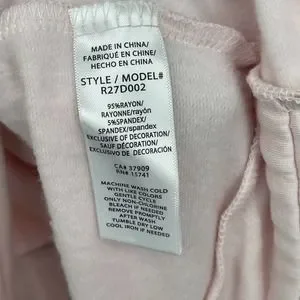 MADE IN CHINA/
FABRIQUÉ EN CHINE/
HECHO EN CHINA
STYLE / MODEL#
R27D002
95%RAYON/
RAYONNE/rayón
5%SPANDEX/
SPANDEX/spandex
EXCLUSIVE OF DECORATION/
SAUF DÉCORATION/
EXCLUSIVO DE DECORACIÓN
CA# 37909
RN# 15741
MACHINE WASH COLD
WITH LIKE COLORS
GENTLE CYCLE
ONLY NON-CHLORINE
BLEACH IF NEEDED
REMOVE PROMPTLY
AFTER WASH
TUMBLE DRY LOW
COOL IRON IF NEEDED